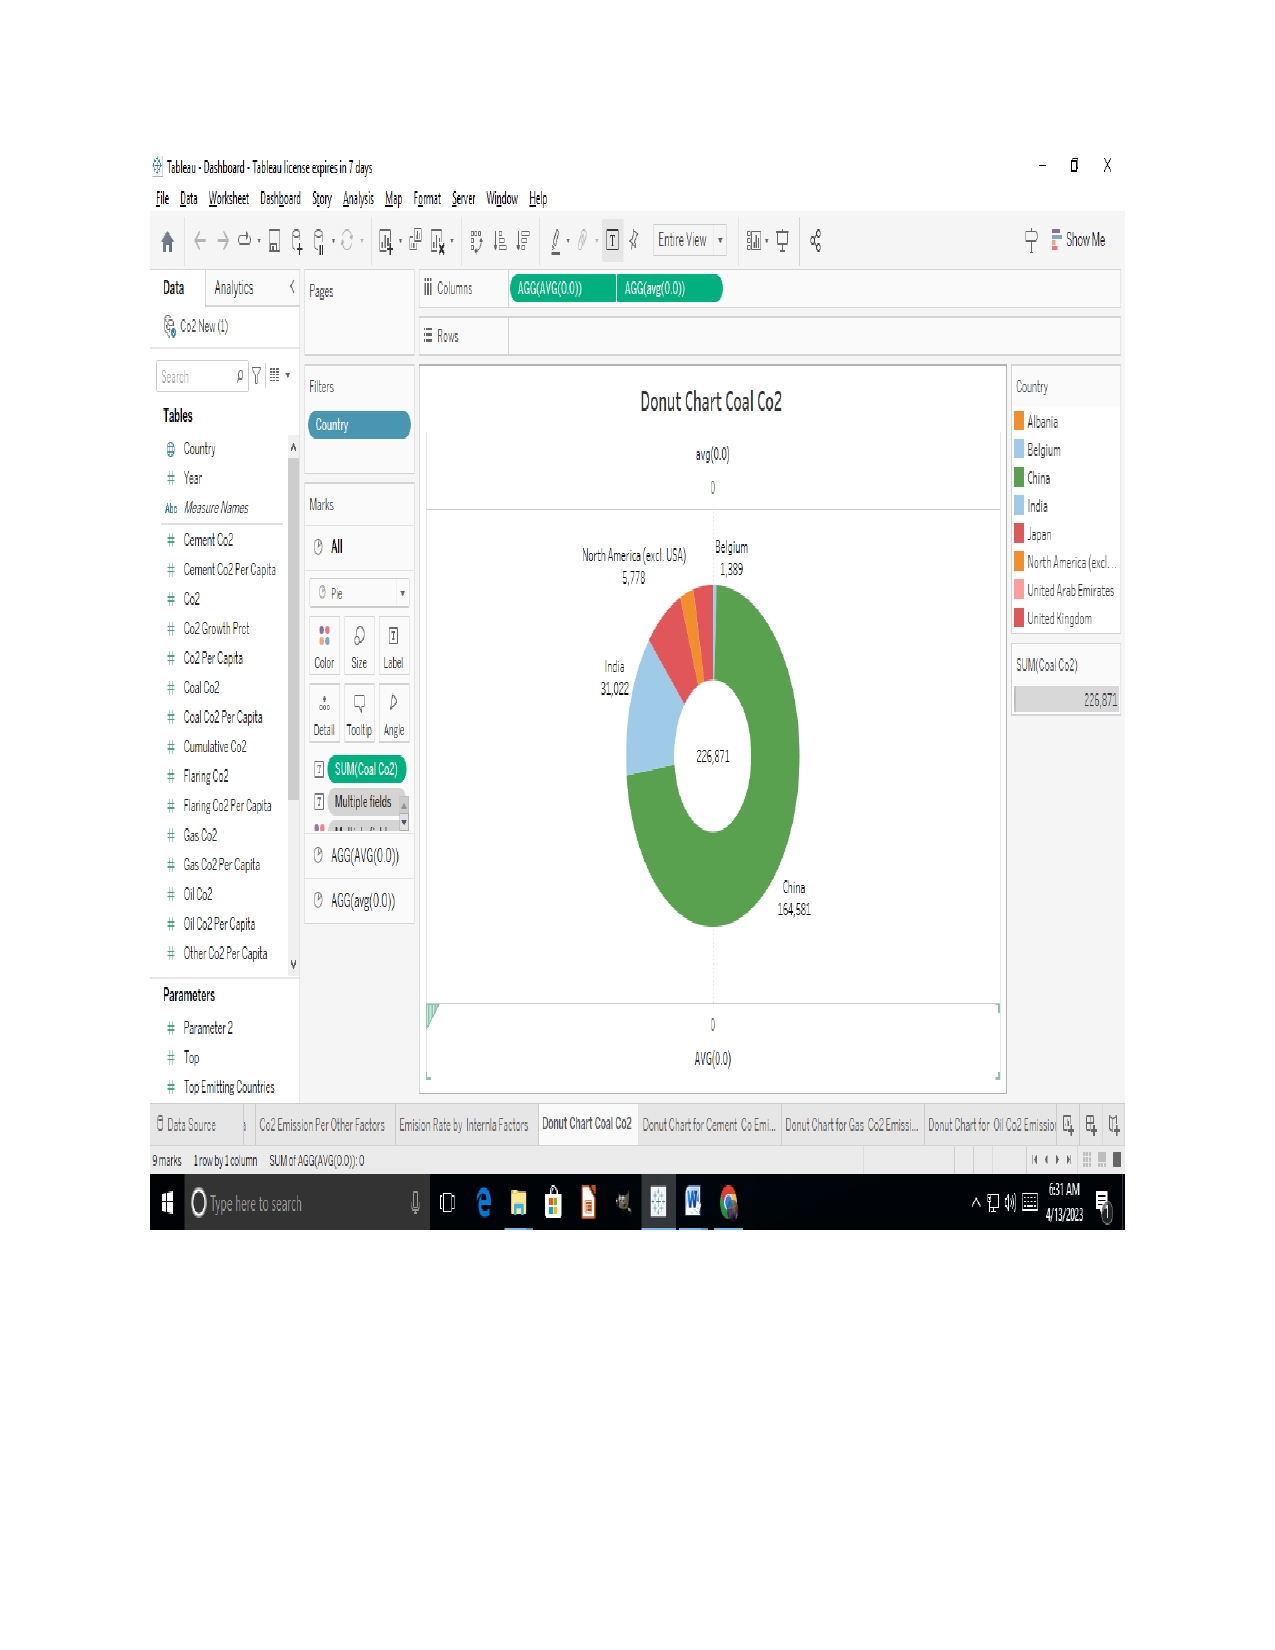 Tableau - Dashboard - Tableau license expires in 7 days
File Data Worksheet Dashboard Story Analysis Map Format Server Window Help
Entire View
Show Me
Data Analytics
Co2 New (1)
Search
Tables
Country
Year
Abc Measure Names
Cement Co2
Cement Co2 Per Capita
Co2
Co2 Growth Prct
Co2 Per Capita
Coal Co2
Coal Co2 Per Capita
Cumulative Co2
Flaring Co2
Flaring Co2 Per Capita
Gas Co2
Gas Co2 Per Capita
Oil Co2
Oil Co2 Per Capita
Other Co2 Per Capita
Parameters
Parameter 2
Top
Top Emitting Countries
Pages
Filters
Country
Marks
All
Pie
Color Size Label
Detail Tooltip Angle
SUM(Coal Co2)
Multiple fields
AGG(AVG(0.0))
AGG(avg(0.0))
Columns AGG(AVG(0.0)) AGG(avg(0.0))
Rows
Donut Chart Coal Co2
avg(0.0)
0
North America (excl. USA)
5,778
Belgium
1,389
India
31,022
226,871
China
164,581
0
AVG(0.0)
Country
Albania
Belgium
China
India
Japan
North America (excl. ..
United Arab Emirates
United Kingdom
SUM(Coal Co2)
226,871
Data Source Co2 Emission Per Other Factors Emision Rate by Internla Factors Donut Chart Coal Co2 Donut Chart for Cement Co Emi... Donut Chart for Gas Co2 Emissi... Donut Chart for Oil Co2 Emission
9 marks 1 row by 1 column SUM of AGG(AVG(0.0)): 0
Type here to search
6:31 AM
4/13/2023
1